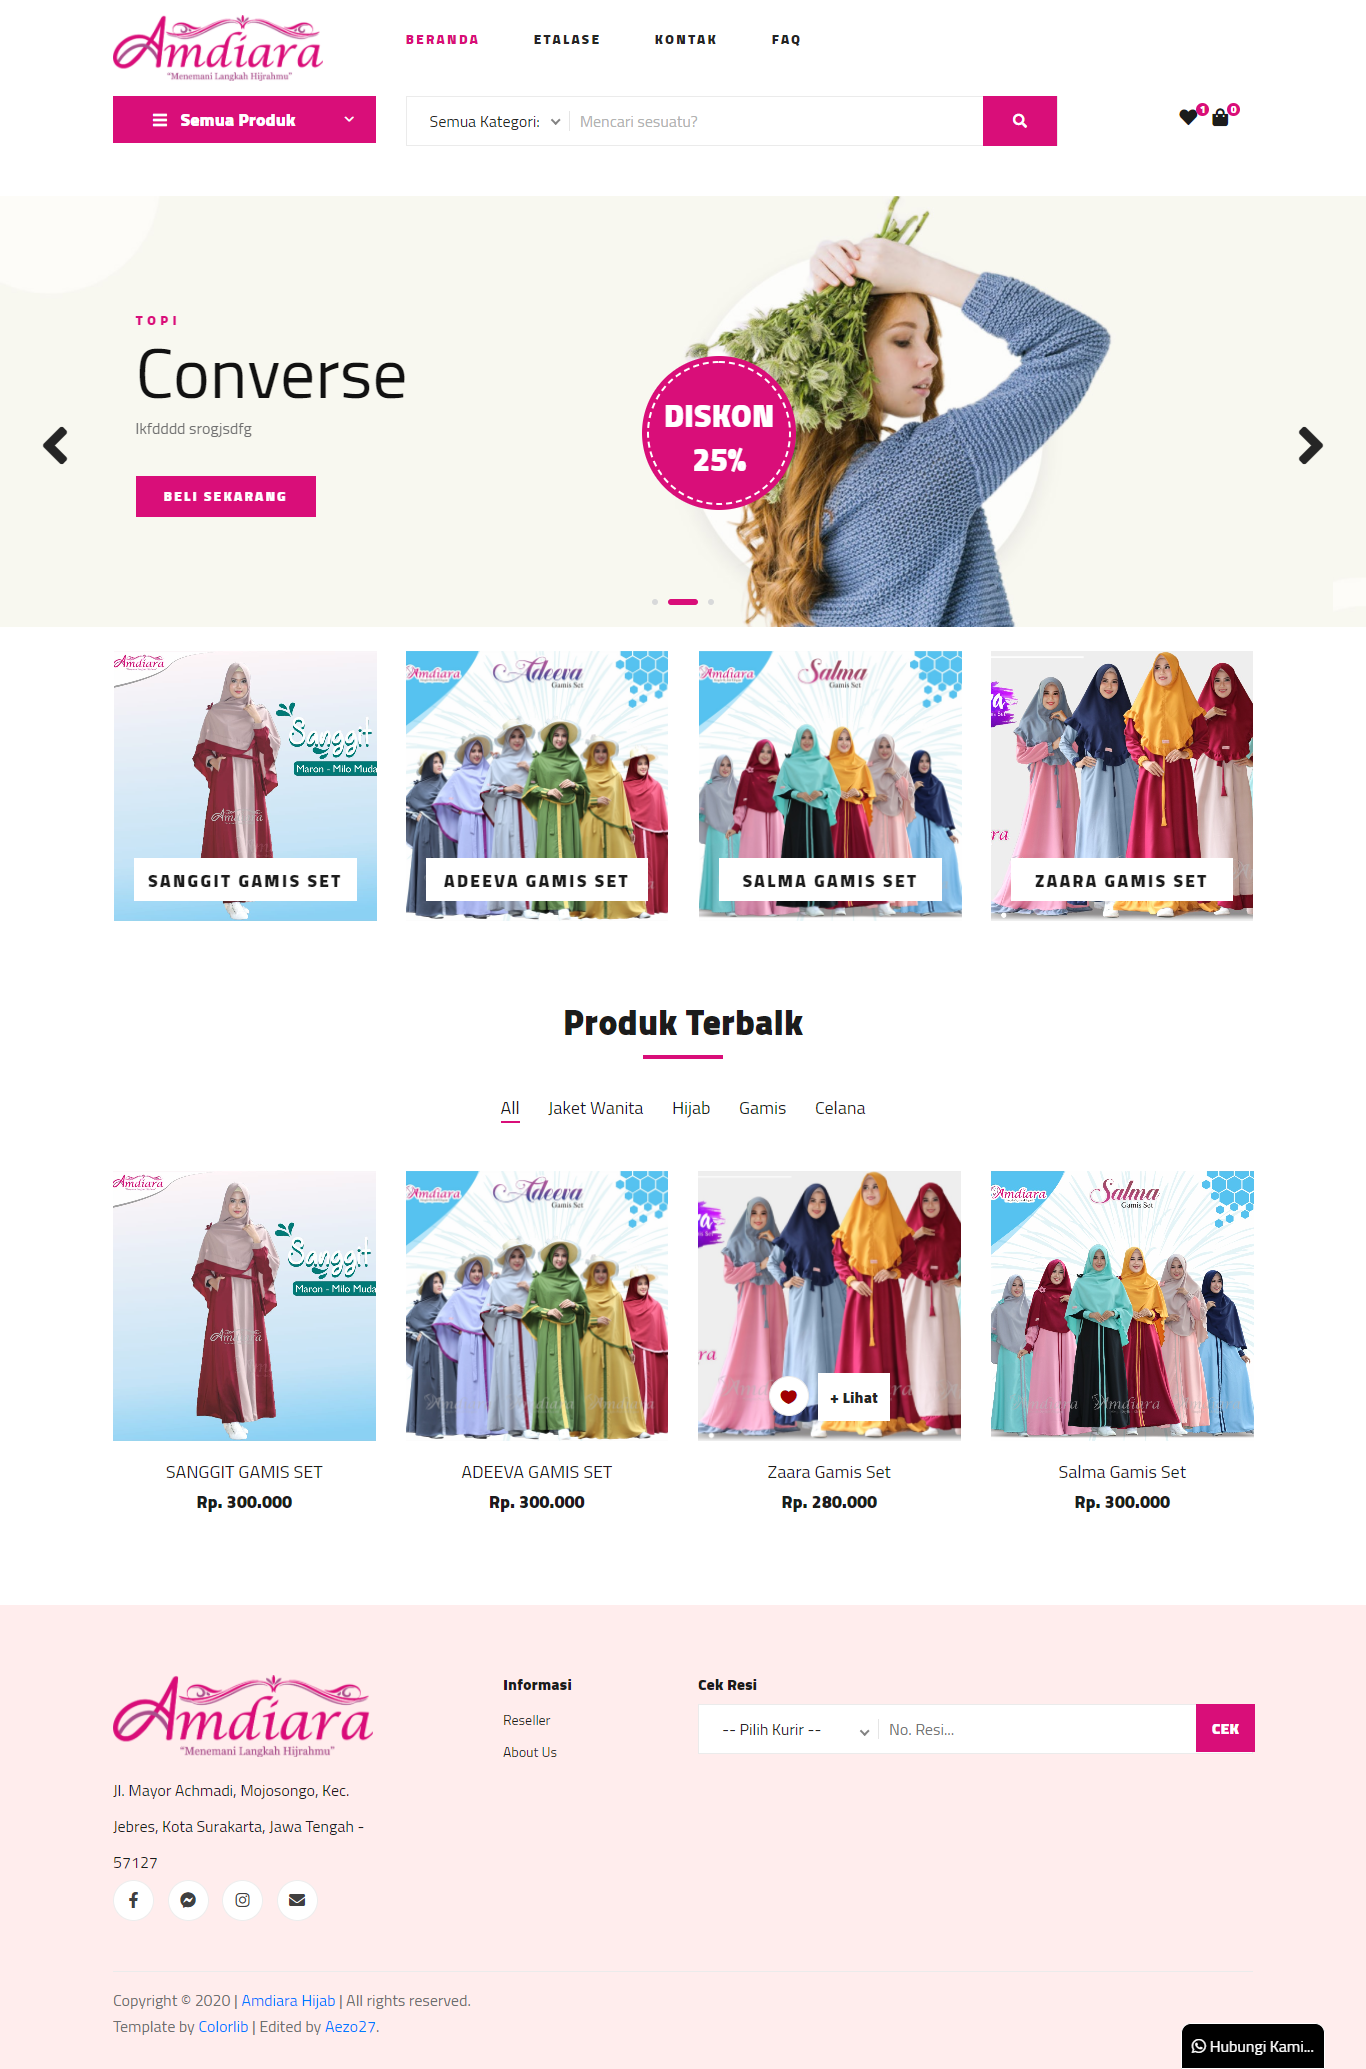 Amdiara
"Menemani Langkah Hijrahmu"
BERANDA
ETALASE
KONTAK
FAQ
Semua Produk
Semua Kategori:
Mencari sesuatu?
1
0
TOPI
Converse
lkfdddd srogjsdfg
BELI SEKARANG
DISKON
25%
Amdiara
Sanggit
Maron - Milo Muda
Amdiara
SANGGIT GAMIS SET
Amdiara
Adeeva
Gamis Set
ADEEVA GAMIS SET
Amdiara
Salma
Gamis Set
SALMA GAMIS SET
ZAARA GAMIS SET
Produk Terbaik
All
Jaket Wanita
Hijab
Gamis
Celana
Amdiara
Sanggit
Maron - Milo Muda
Amdiara
SANGGIT GAMIS SET
Rp. 300.000
Amdiara
Adeeva
Gamis Set
Amdiara
Amdiara
ADEEVA GAMIS SET
Rp. 300.000
+ Lihat
Zaara Gamis Set
Rp. 280.000
Amdiara
Salma
Gamis Set
Amdiara
Amdiara
Salma Gamis Set
Rp. 300.000
Amdiara
"Menemani Langkah Hijrahmu"
Jl. Mayor Achmadi, Mojosongo, Kec.
Jebres, Kota Surakarta, Jawa Tengah -
57127
Informasi
Reseller
About Us
Cek Resi
-- Pilih Kurir --
No. Resi...
CEK
Copyright © 2020 | Amdiara Hijab | All rights reserved.
Template by Colorlib | Edited by Aezo27.
Hubungi Kami...